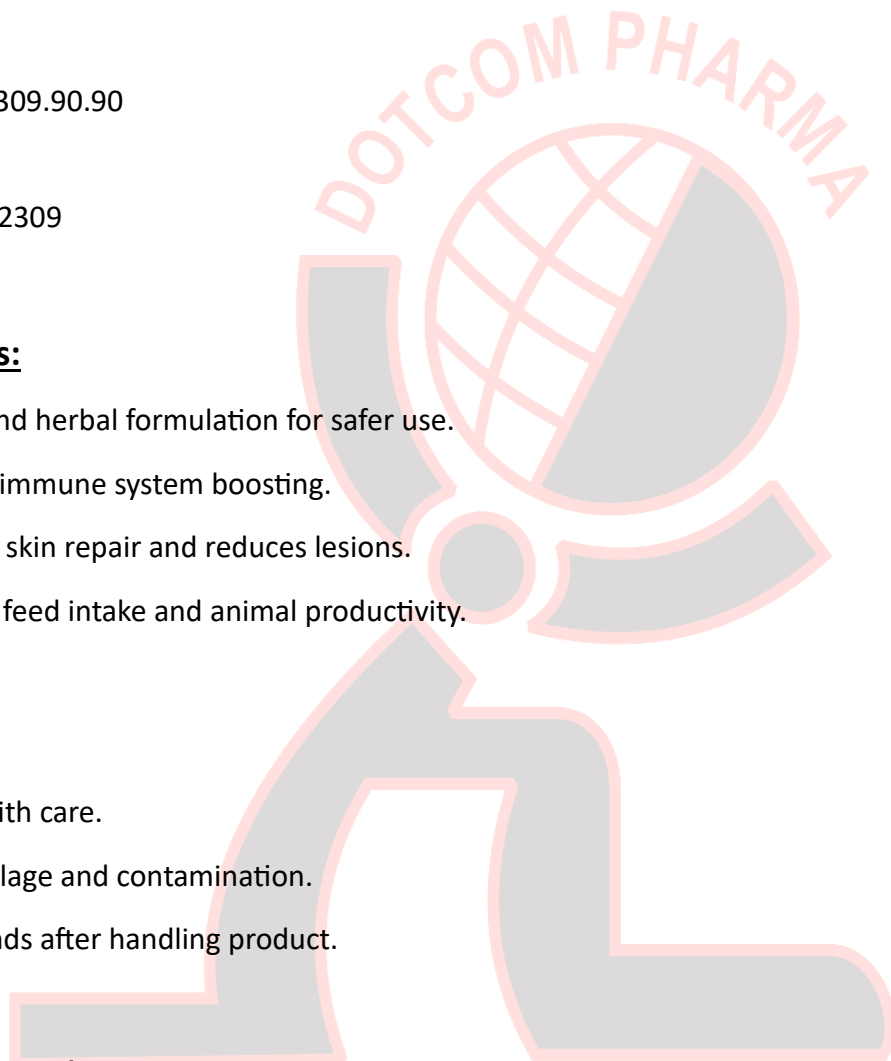 DOTCOM PHARMA
309.90.90
2309
s:
nd herbal formulation for safer use.
immune system boosting.
skin repair and reduces lesions.
feed intake and animal productivity.
ith care.
lage and contamination.
ds after handling product.